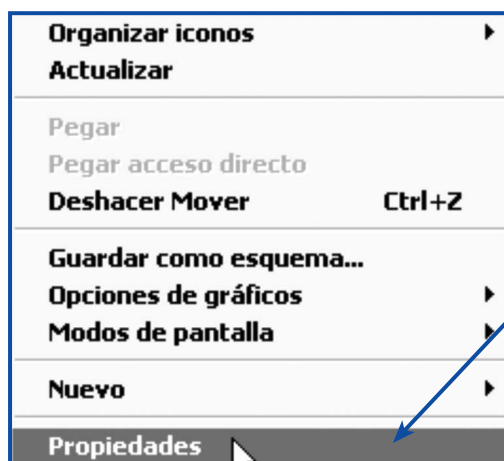 Organizar iconos
Actualizar
Pegar
Pegar acceso directo
Deshacer Mover Ctrl+Z
Guardar como esquema...
Opciones de gráficos
Modos de pantalla
Nuevo
Propiedades